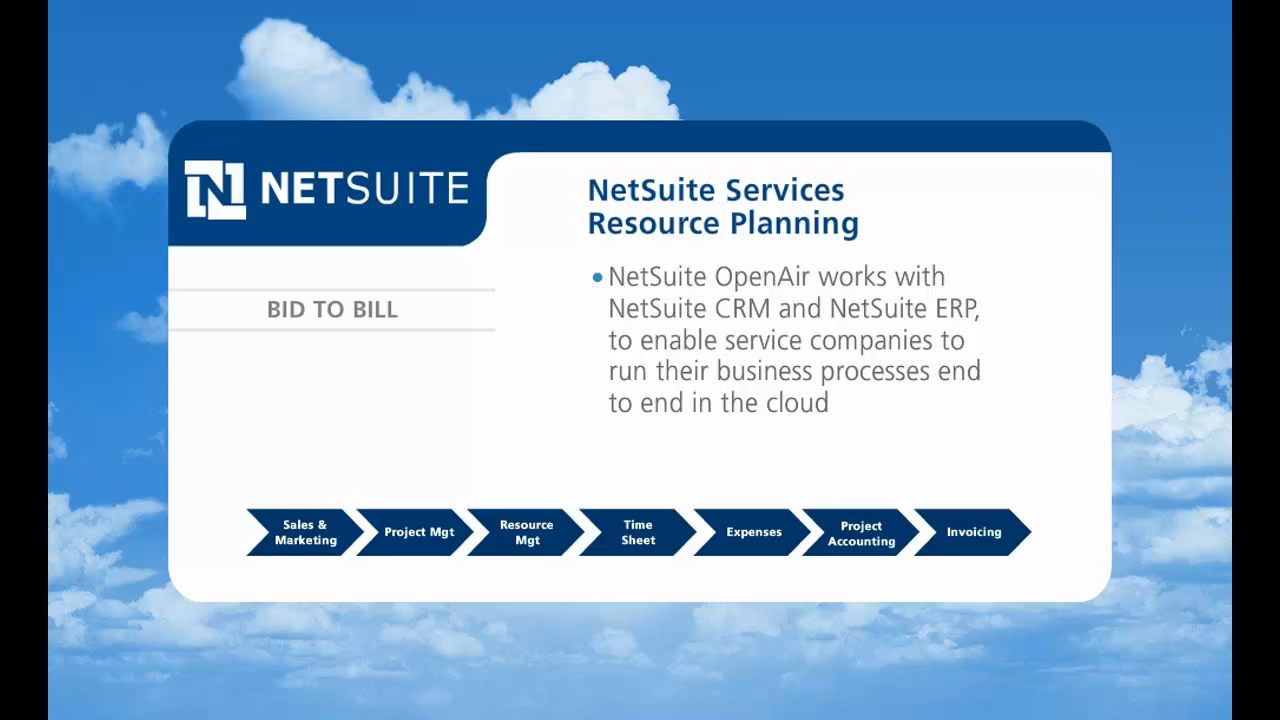 NETSUITE
NetSuite Services
Resource Planning
BID TO BILL
• NetSuite OpenAir works with
NetSuite CRM and NetSuite ERP,
to enable service companies to
run their business processes end
to end in the cloud
Sales &
Marketing
Project Mgt
Resource
Mgt
Time
Sheet
Expenses
Project
Accounting
Invoicing